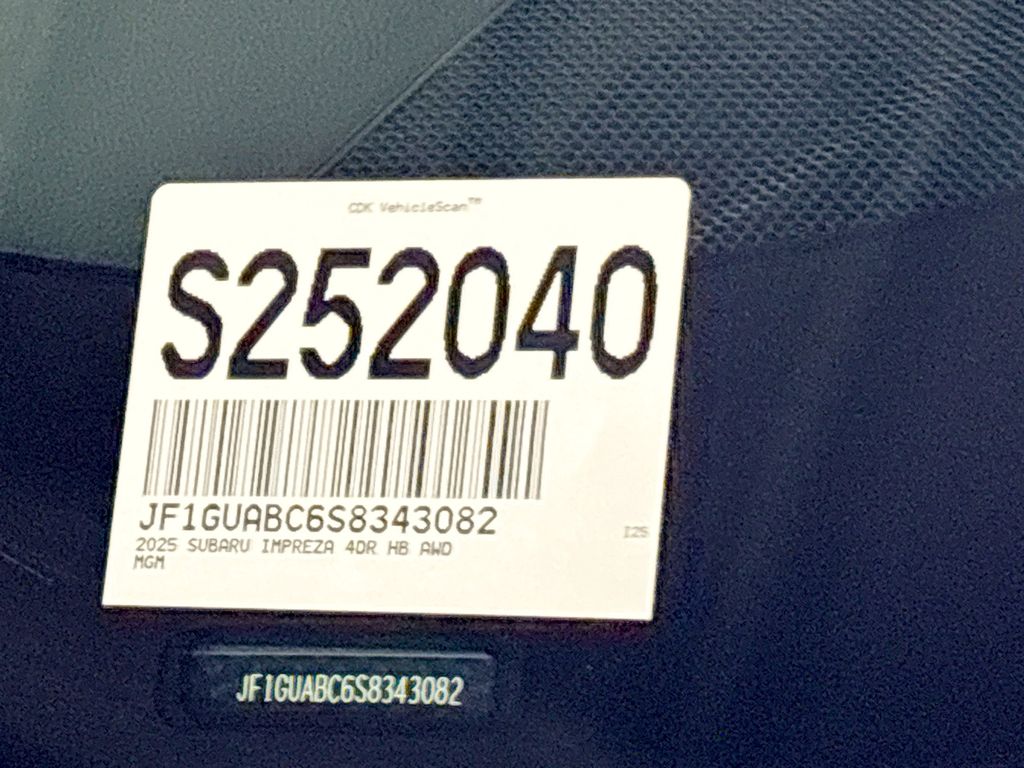 CDK VehicleScan™
S252040
JF1GUABC6S8343082
I25
2025 SUBARU IMPREZA 4DR HB AWD
MGM
JF1GUABC6S8343082